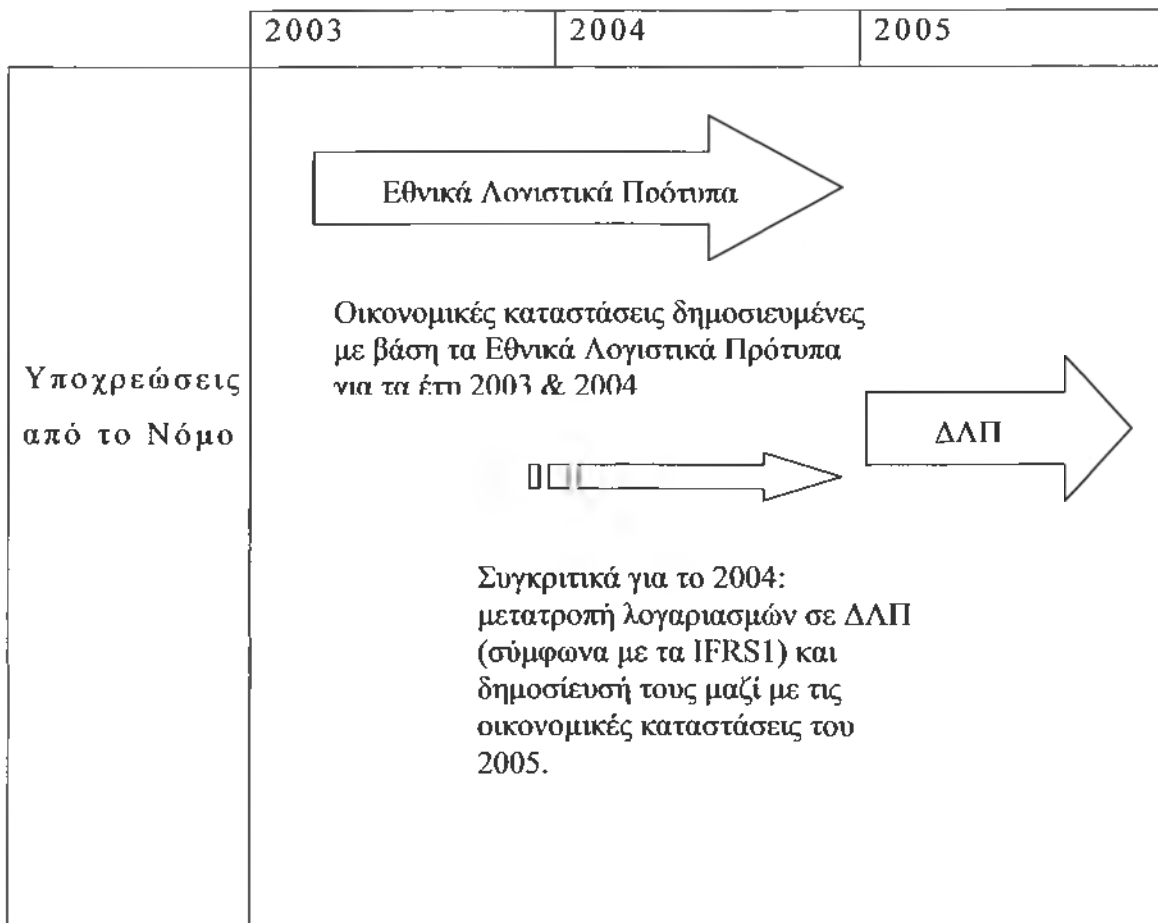 2003 2004 2005
Εθνικά Λογιστικά Πρότυπα
Οικονομικές καταστάσεις δημοσιευμένες
με βάση τα Εθνικά Λογιστικά Πρότυπα
για τα έτη 2003 & 2004
Υποχρεώσεις
από το Νόμο
ΔΛΠ
Συγκριτικά για το 2004:
μετατροπή λογαριασμών σε ΔΛΠ
(σύμφωνα με τα IFRS1) και
δημοσίευσή τους μαζί με τις
οικονομικές καταστάσεις του
2005.